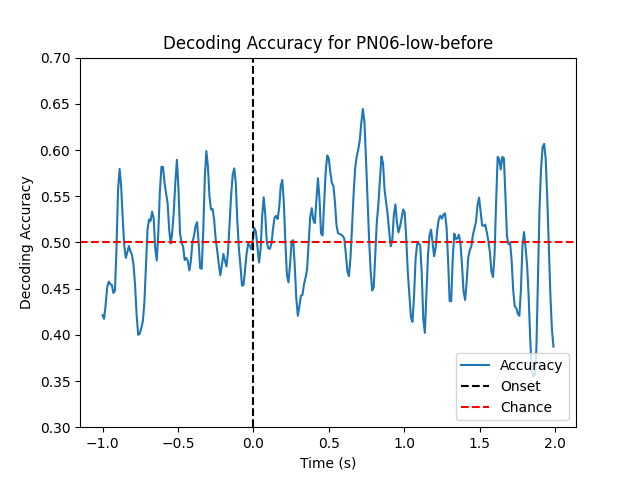 Decoding Accuracy for PN06-low-before
Decoding Accuracy
0.70
0.65
0.60
0.55
0.50
0.45
0.40
0.35
0.30
−1.0 −0.5 0.0 0.5 1.0 1.5 2.0
Time (s)
Accuracy
Onset
Chance